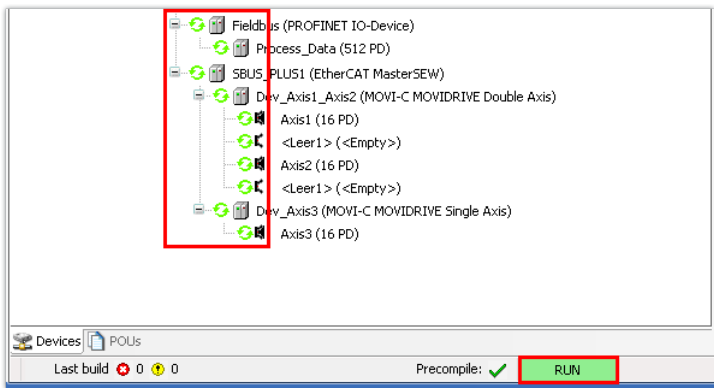 Fieldbus (PROFINET IO-Device)
Process_Data (512 PD)
SBUS_PLUS1 (EtherCAT MasterSEW)
Dev_Axis1_Axis2 (MOVI-C MOVIDRIVE Double Axis)
Axis1 (16 PD)
<Leer1> (<Empty>)
Axis2 (16 PD)
<Leer1> (<Empty>)
Dev_Axis3 (MOVI-C MOVIDRIVE Single Axis)
Axis3 (16 PD)
Devices POUs
Last build 0 0 Precompile: RUN